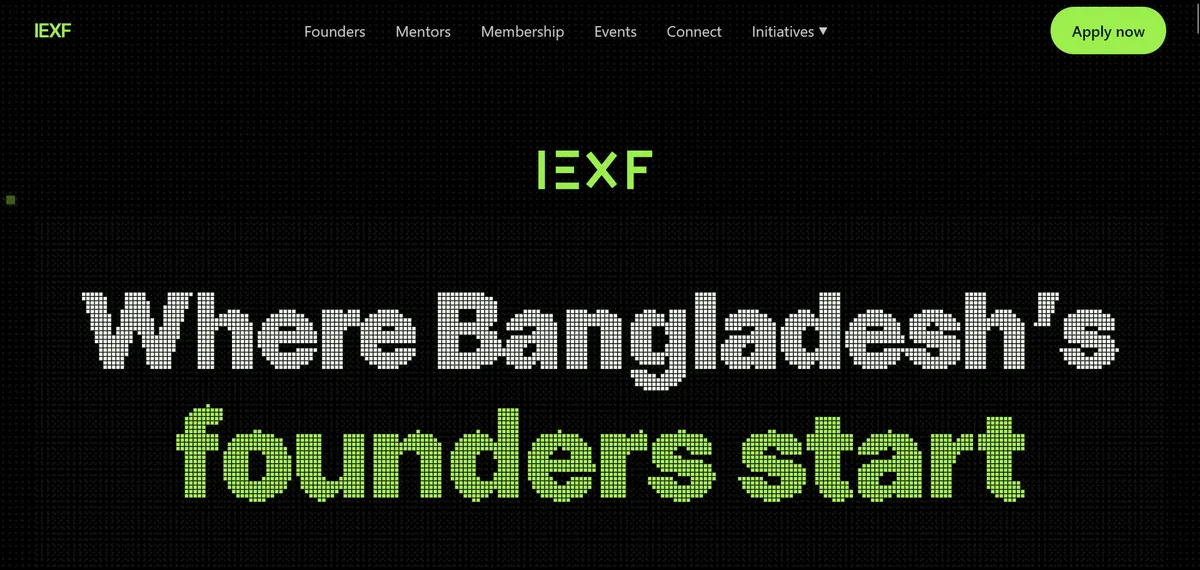 IEXF
Founders Mentors Membership Events Connect Initiatives ▼
Apply now
IEXF
Where Bangladesh’s
founders start